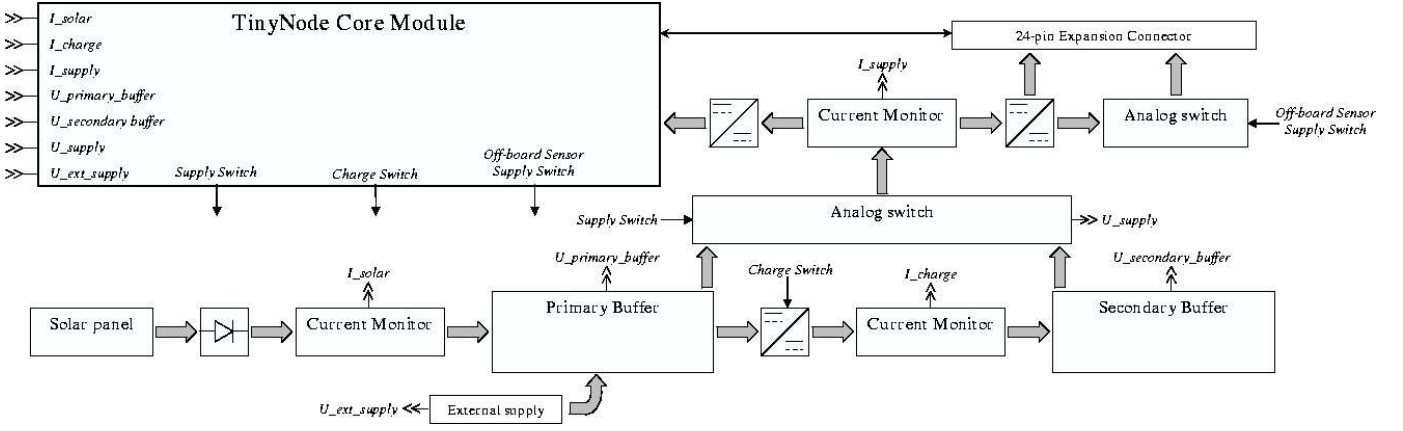 TinyNode Core Module
I_solar
I_charge
I_supply
U_primary_buffer
U_secondary buffer
U_supply
U_ext_supply
Supply Switch
Charge Switch
Off-board Sensor
Supply Switch
24-pin Expansion Connector
I_supply
Current Monitor
Analog switch
Off-board Sensor
Supply Switch
Supply Switch
Analog switch
U_supply
I_solar
U_primary_buffer
Charge Switch
I_charge
U_secondary_buffer
Solar panel
Current Monitor
Primary Buffer
Current Monitor
Secondary Buffer
U_ext_supply
External supply